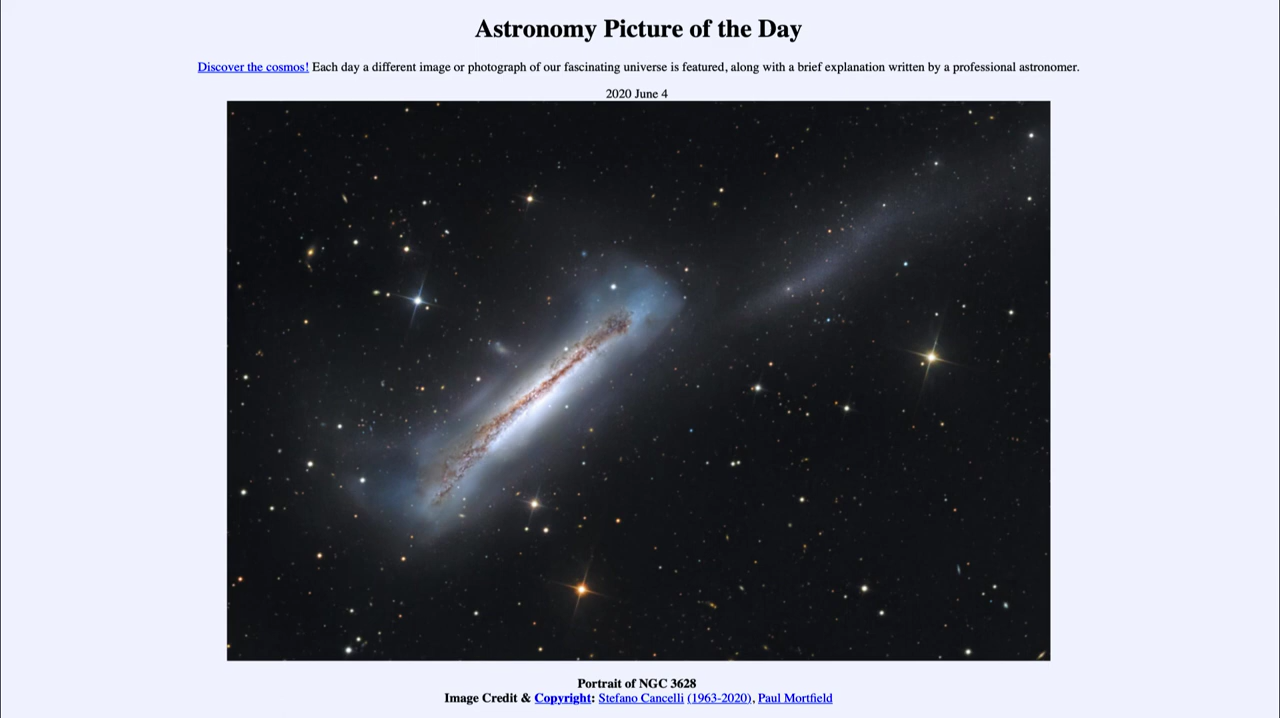 Astronomy Picture of the Day
Discover the cosmos! Each day a different image or photograph of our fascinating universe is featured, along with a brief explanation written by a professional astronomer.
2020 June 4
Portrait of NGC 3628
Image Credit & Copyright: Stefano Cancelli (1963-2020), Paul Mortfield